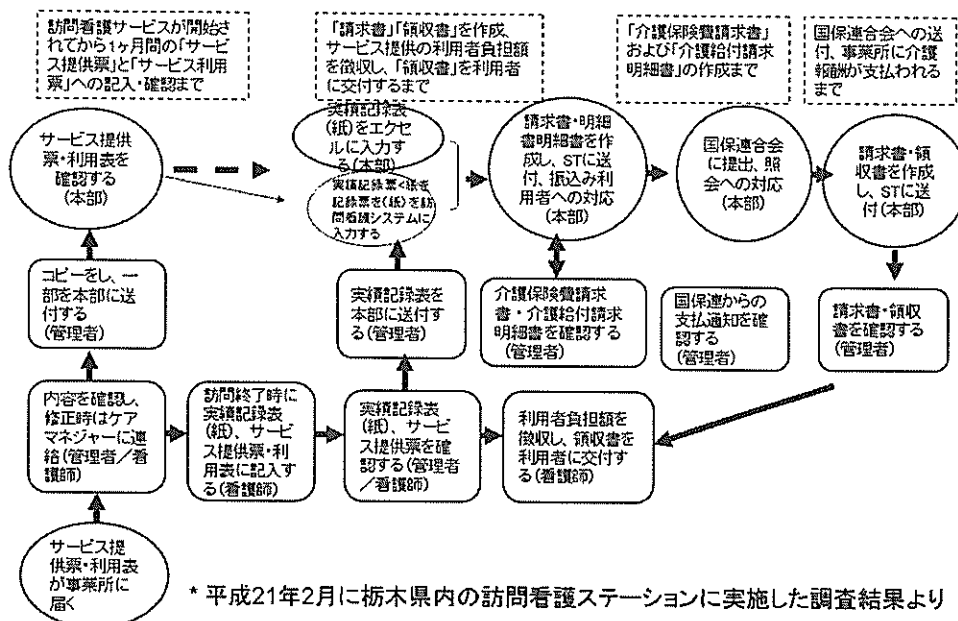 訪問看護サービスが開始さ
れてから1ヶ月間の「サービ
ス提供票」と「サービス利用
票」への記入・確認まで
「請求書」「領収書」を作成、
サービス提供の利用者負担額
を徴収し、「領収書」を利用者
に交付するまで
「介護保険費請求書」
および「介護給付請求
明細書」の作成まで
国保連合会への送
付、事業所に介護
報酬が支払われる
まで
サービス提供
票・利用表を
確認する
(本部)
実績記録表
(紙)をエクセ
ルに入力す
る(本部)
実績記録票<紙を
記録票を(紙)を訪
問看護システムに
入力する
請求書・明細
書明細書を作
成し、STに送
付、振込み利
用者への対応
(本部)
国保連合会
に提出、照
会への対応
(本部)
請求書・領
収書を作成
し、STに送
付(本部)
コピーをし、一
部を本部に送
付する
(管理者)
実績記録表を
本部に送付す
る(管理者)
介護保険費請求
書・介護給付請求
明細書を確認する
(管理者)
国保連からの
支払通知を確
認する
(管理者)
請求書・領収
書を確認する
(管理者)
内容を確認し、
修正時はケア
マネジャーに連
絡(管理者/看
護師)
訪問終了時に
実績記録表
(紙)、サービ
ス提供票・利
用表に記入す
る(看護師)
実績記録表
(紙)、サービ
ス提供票を確
認する(管理者
/看護師)
利用者負担額を
徴収し、領収書を
利用者に交付す
る(看護師)
サービス提
供票・利用表
が事業所に
届く
* 平成21年2月に栃木県内の訪問看護ステーションに実施した調査結果より